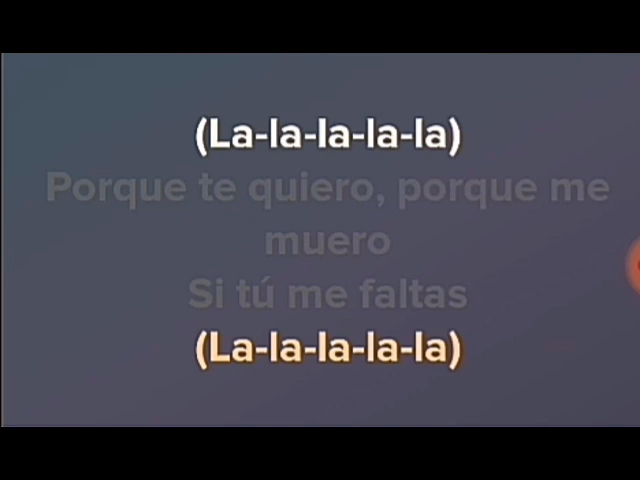 (La-la-la-la-la)
Porque te quiero, porque me
muero
Si tú me faltas
(La-la-la-la-la)